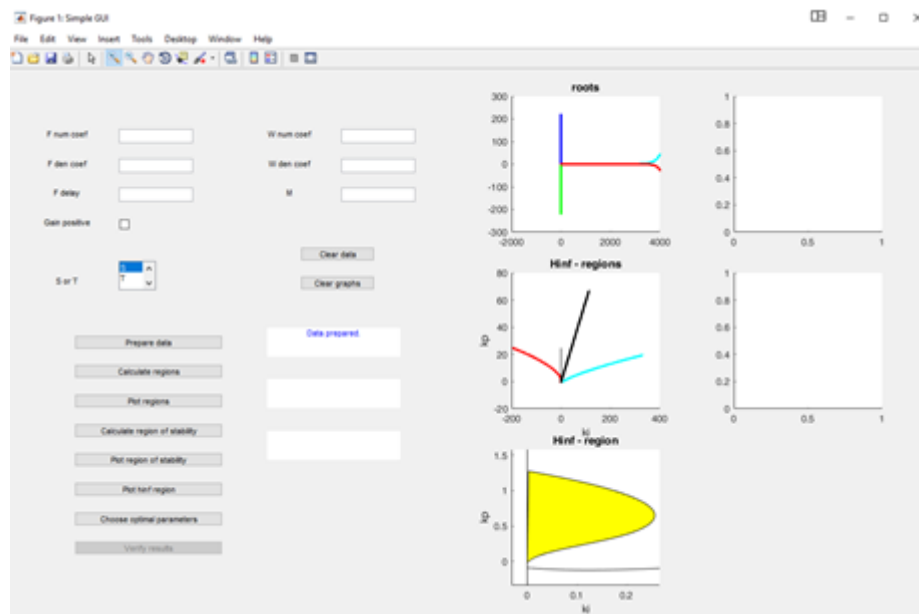 Figure 1: Simple GUI
File Edit View Insert Tools Desktop Window Help
F num coef
F den coef
F delay
Gain positive
S or T
S
T
W num coef
W den coef
M
Clear data
Clear graphs
Prepare data
Calculate regions
Plot regions
Calculate region of stability
Plot region of stability
Plot hinf region
Choose optimal parameters
Verify results
Data prepared.
roots
300
200
100
0
-100
-200
-300
-2000 0 2000 4000
1
0.8
0.6
0.4
0.2
0
0 0.5 1
Hinf - regions
kp
80
60
40
20
0
-20
-200 0 200 400
ki
1
0.8
0.6
0.4
0.2
0
0 0.5 1
Hinf - region
kp
1.5
1
0.5
0
0 0.1 0.2
ki